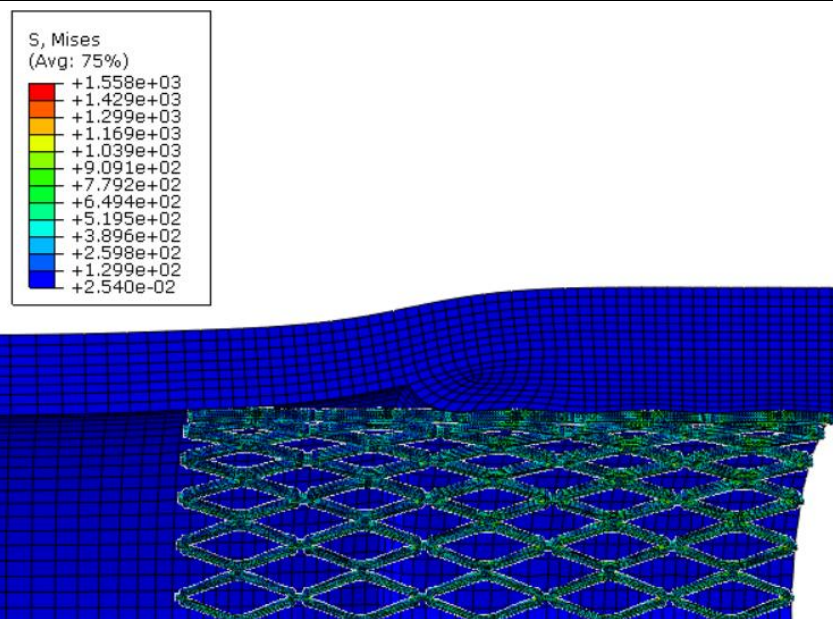 S, Mises
(Avg: 75%)
+1.558e+03
+1.429e+03
+1.299e+03
+1.169e+03
+1.039e+03
+9.091e+02
+7.792e+02
+6.494e+02
+5.195e+02
+3.896e+02
+2.598e+02
+1.299e+02
+2.540e-02